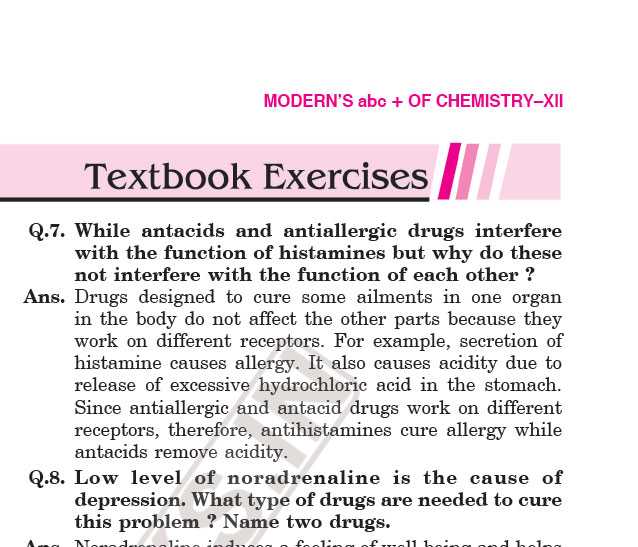 MODERN'S abc + OF CHEMISTRY–XII
Textbook Exercises
Q.7. While antacids and antiallergic drugs interfere
with the function of histamines but why do these
not interfere with the function of each other ?
Ans. Drugs designed to cure some ailments in one organ
in the body do not affect the other parts because they
work on different receptors. For example, secretion of
histamine causes allergy. It also causes acidity due to
release of excessive hydrochloric acid in the stomach.
Since antiallergic and antacid drugs work on different
receptors, therefore, antihistamines cure allergy while
antacids remove acidity.
Q.8. Low level of noradrenaline is the cause of
depression. What type of drugs are needed to cure
this problem ? Name two drugs.
Ans. Noradrenaline induces a feeling of well being and helps